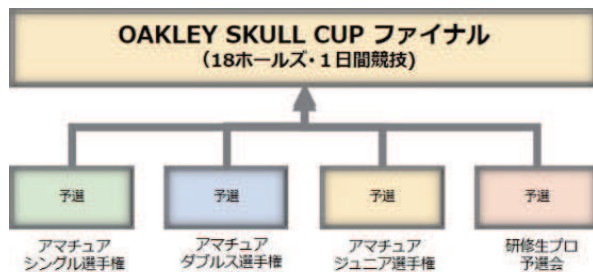 OAKLEY SKULL CUP ファイナル
（18ホールズ・１日間競技)
予選
予選
予選
予選
アマチュア
シングル選手権
アマチュア
ダブルス選手権
アマチュア
ジュニア選手権
研修生プロ
予選会